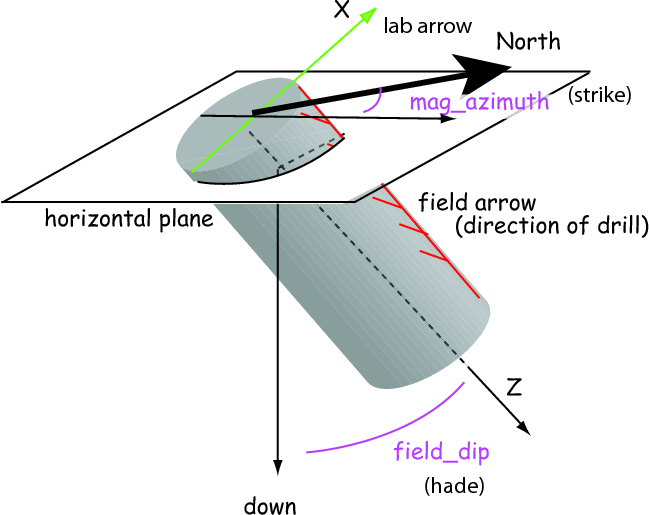 X
lab arrow
North
mag_azimuth
(strike)
field arrow
(direction of drill)
horizontal plane
Z
field_dip
(hade)
down